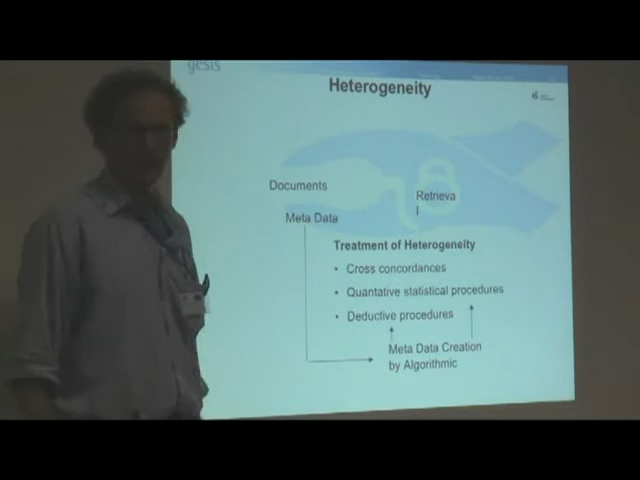 gesis
Heterogeneity
Documents
Retrieva
l
Meta Data
Treatment of Heterogeneity
• Cross concordances
• Quantative statistical procedures
• Deductive procedures
Meta Data Creation
by Algorithmic